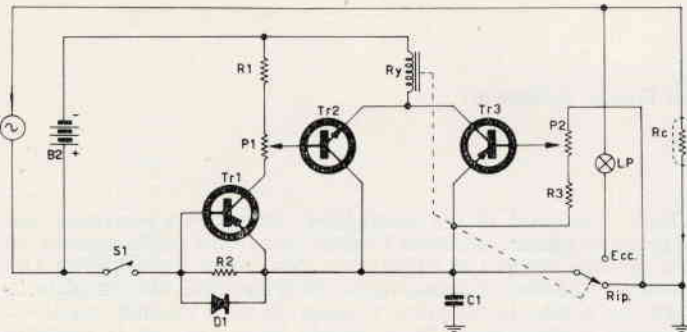 R1
Ry
Tr2
Tr3
B2
-
+
P1
P2
Rc
LP
Tr1
R3
S1
R2
Ecc.
D1
C1
Rip.